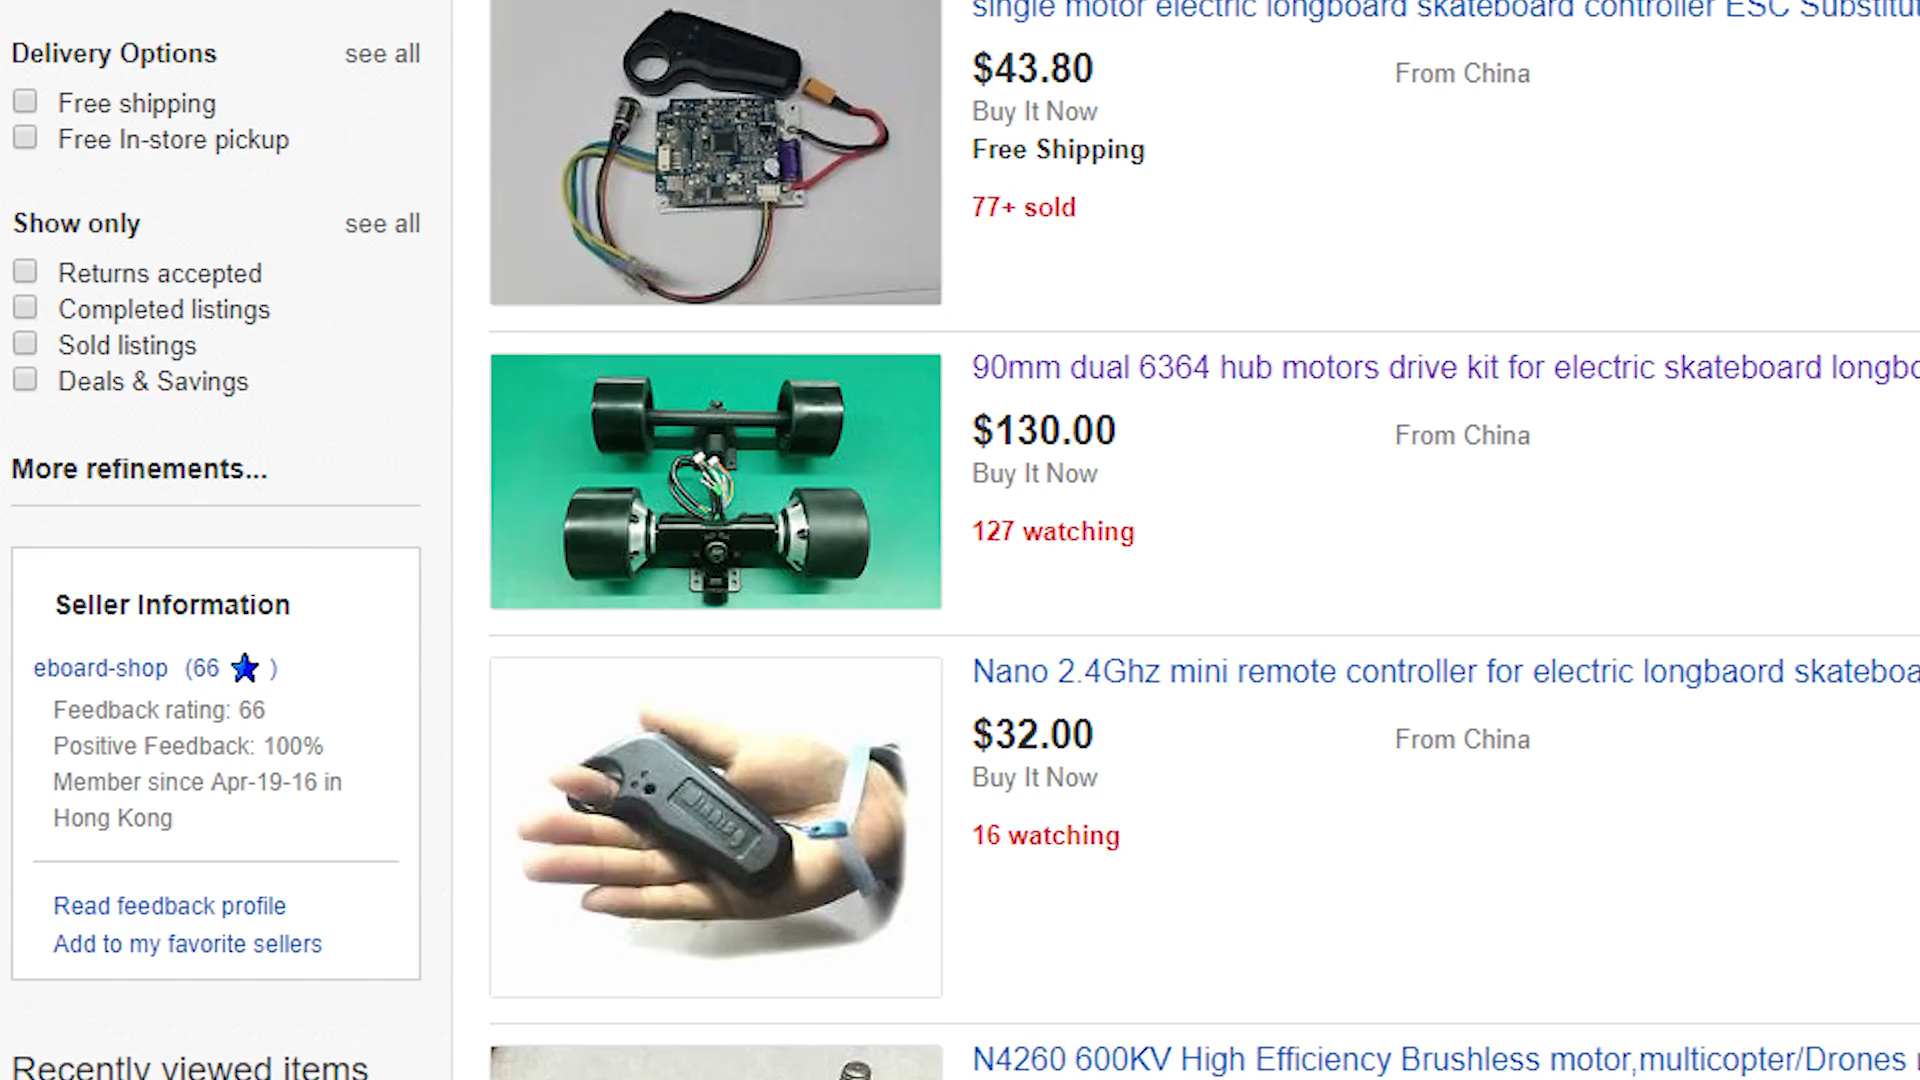 Delivery Options see all
Free shipping
Free In-store pickup
Show only see all
Returns accepted
Completed listings
Sold listings
Deals & Savings
More refinements...
Seller Information
eboard-shop (66 )
Feedback rating: 66
Positive Feedback: 100%
Member since Apr-19-16 in
Hong Kong
Read feedback profile
Add to my favorite sellers
Recently viewed items
single motor electric longboard skateboard controller ESC Substitut
$43.80 From China
Buy It Now
Free Shipping
77+ sold
90mm dual 6364 hub motors drive kit for electric skateboard longbo
$130.00 From China
Buy It Now
127 watching
Nano 2.4Ghz mini remote controller for electric longbaord skateboa
$32.00 From China
Buy It Now
16 watching
N4260 600KV High Efficiency Brushless motor,multicopter/Drones